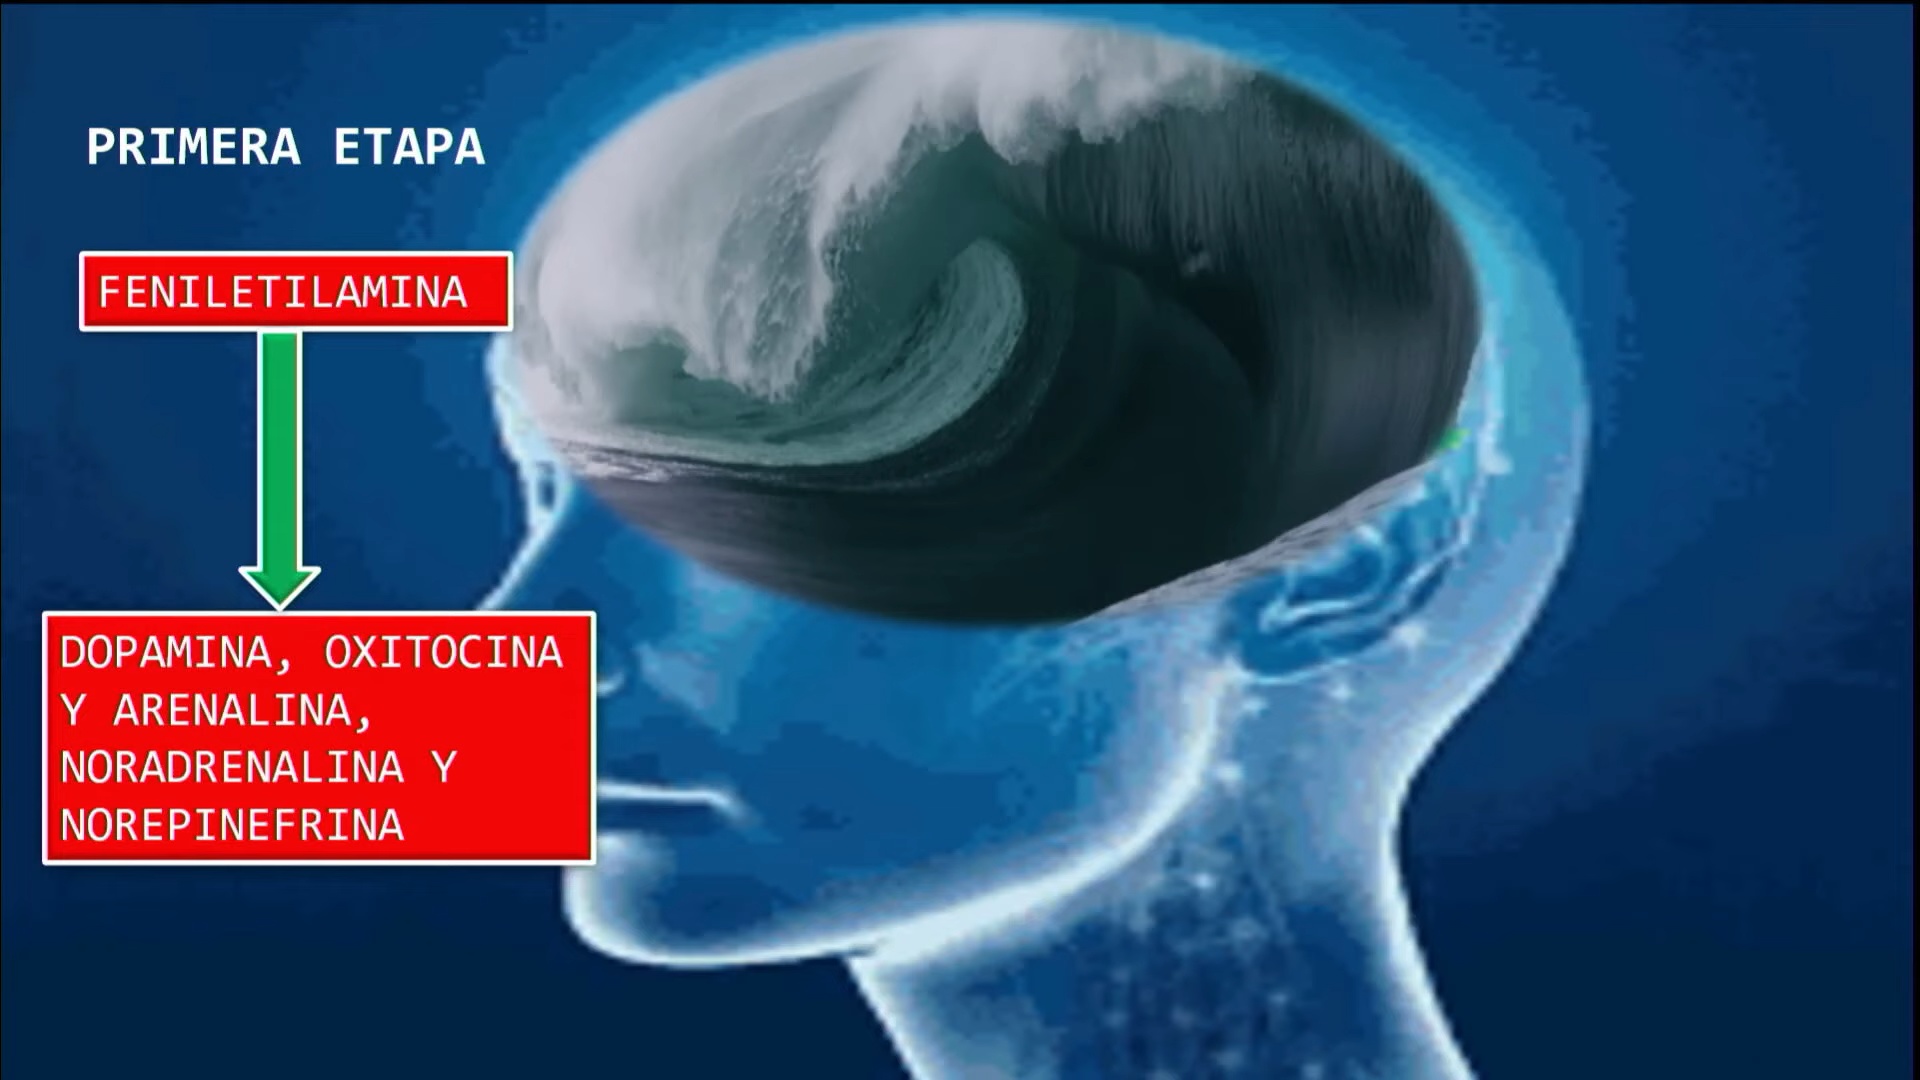 PRIMERA ETAPA
FENILETILAMINA
DOPAMINA, OXITOCINA
Y ARENALINA,
NORADRENALINA Y
NOREPINEFRINA